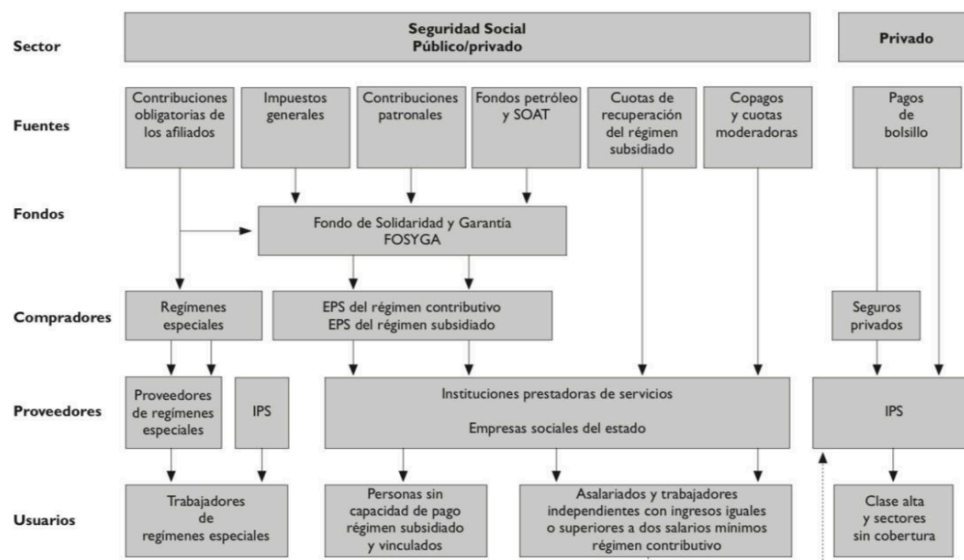 Sector
Seguridad Social
Público/privado
Privado
Fuentes
Contribuciones
obligatorias de
los afiliados
Impuestos
generales
Contribuciones
patronales
Fondos petróleo
y SOAT
Cuotas de
recuperación
del régimen
subsidiado
Copagos
y cuotas
moderadoras
Pagos
de
bolsillo
Fondos
Fondo de Solidaridad y Garantía
FOSYGA
Compradores
Regímenes
especiales
EPS del régimen contributivo
EPS del régimen subsidiado
Seguros
privados
Proveedores
Proveedores
de regímenes
especiales
IPS
Instituciones prestadoras de servicios
Empresas sociales del estado
IPS
Usuarios
Trabajadores
de
regímenes especiales
Personas sin
capacidad de pago
régimen subsidiado
y vinculados
Asalariados y trabajadores
independientes con ingresos iguales
o superiores a dos salarios mínimos
régimen contributivo
Clase alta
y sectores
sin cobertura